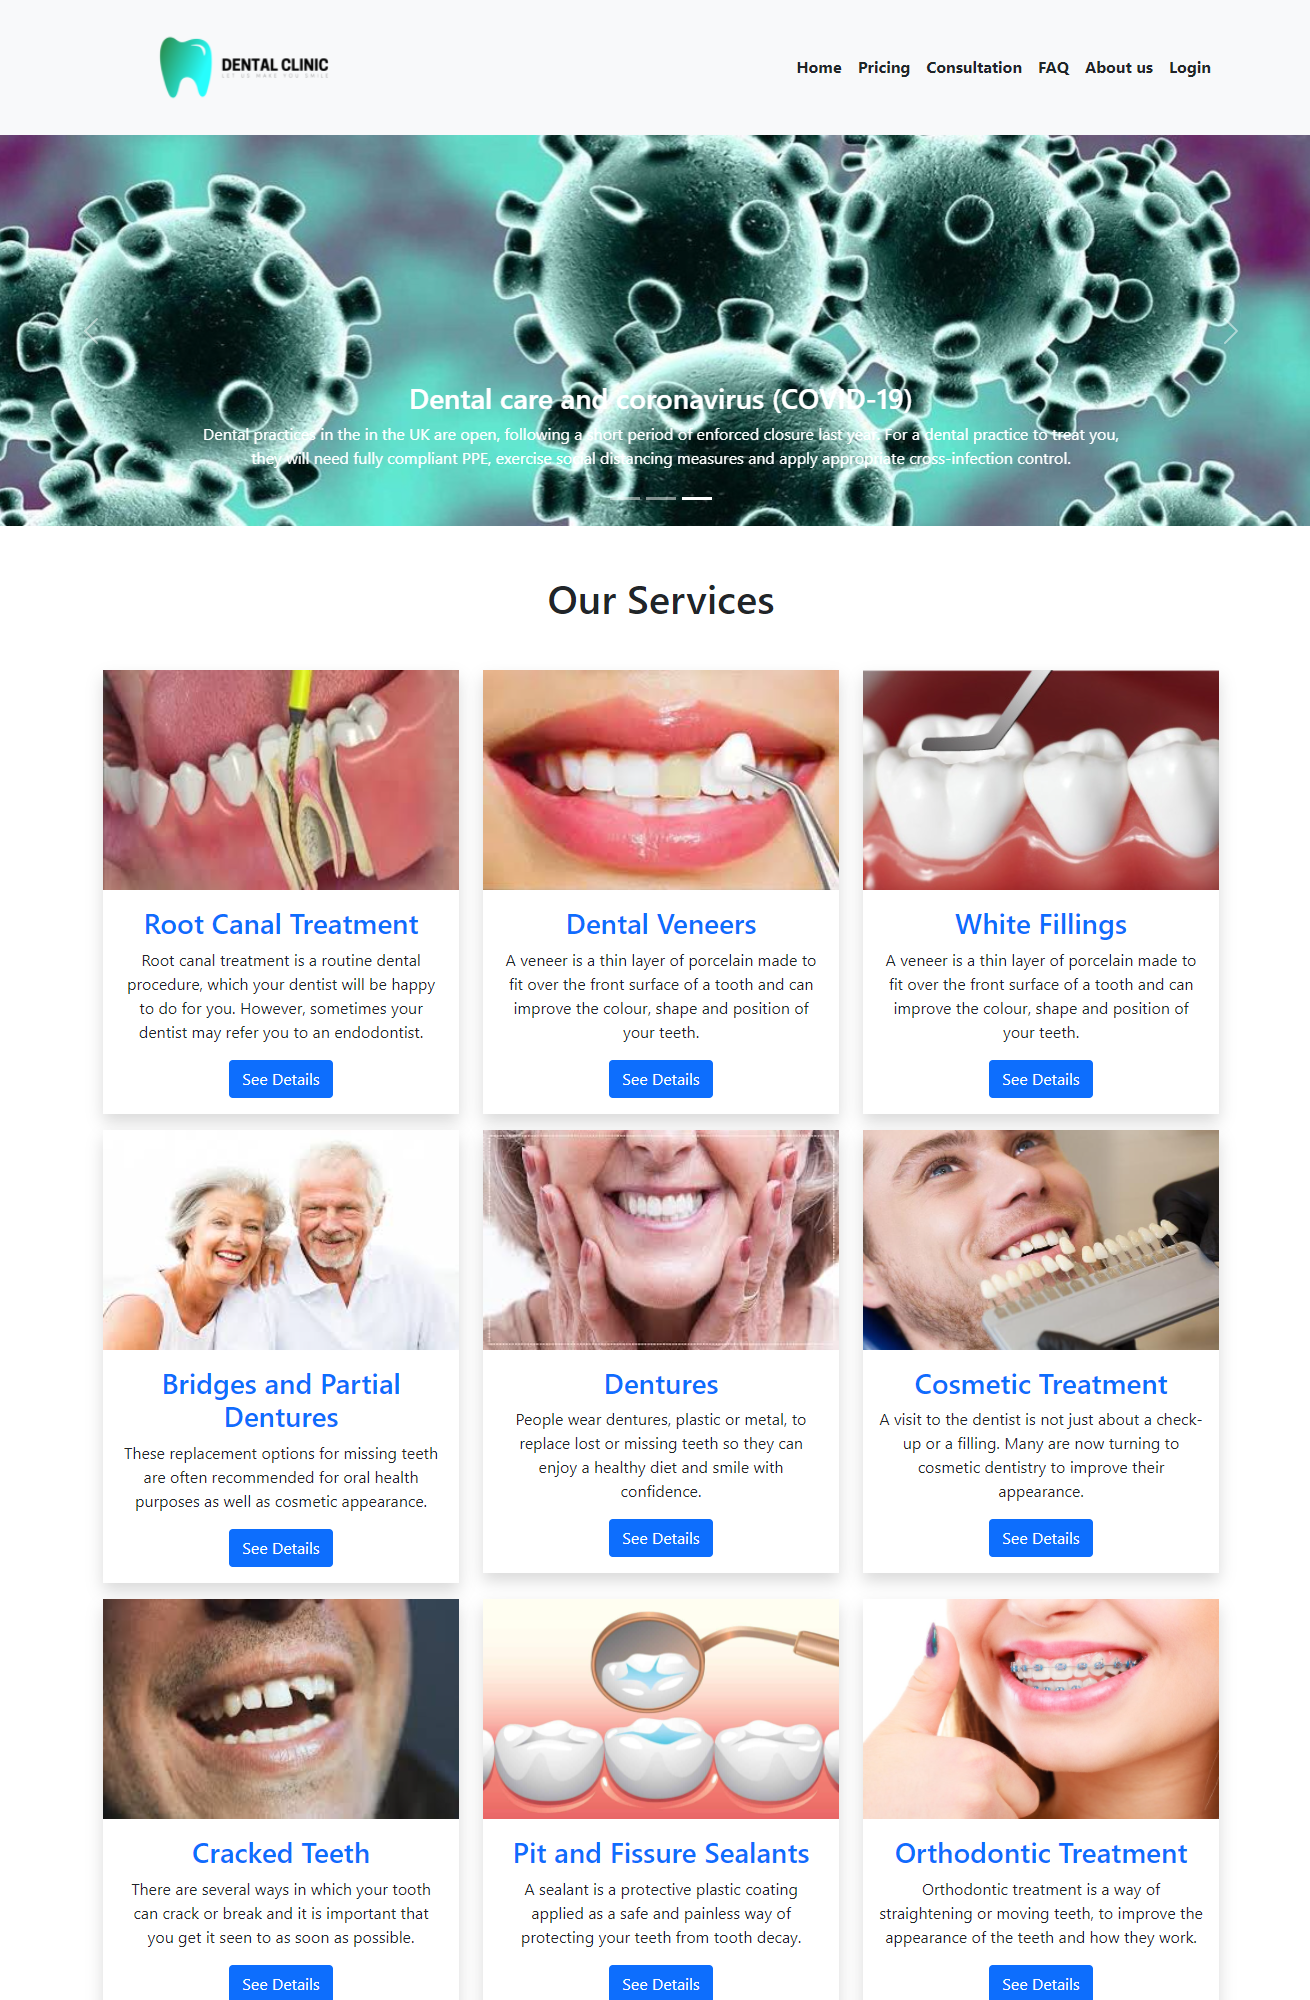 DENTAL CLINIC
LET US MAKE YOU SMILE
Home Pricing Consultation FAQ About us Login
Dental care and coronavirus (COVID-19)
Dental practices in the in the UK are open, following a short period of enforced closure last year. For a dental practice to treat you,
they will need fully compliant PPE, exercise social distancing measures and apply appropriate cross-infection control.
Our Services
Root Canal Treatment
Root canal treatment is a routine dental
procedure, which your dentist will be happy
to do for you. However, sometimes your
dentist may refer you to an endodontist.
See Details
Dental Veneers
A veneer is a thin layer of porcelain made to
fit over the front surface of a tooth and can
improve the colour, shape and position of
your teeth.
See Details
White Fillings
A veneer is a thin layer of porcelain made to
fit over the front surface of a tooth and can
improve the colour, shape and position of
your teeth.
See Details
Bridges and Partial
Dentures
These replacement options for missing teeth
are often recommended for oral health
purposes as well as cosmetic appearance.
See Details
Dentures
People wear dentures, plastic or metal, to
replace lost or missing teeth so they can
enjoy a healthy diet and smile with
confidence.
See Details
Cosmetic Treatment
A visit to the dentist is not just about a check-
up or a filling. Many are now turning to
cosmetic dentistry to improve their
appearance.
See Details
Cracked Teeth
There are several ways in which your tooth
can crack or break and it is important that
you get it seen to as soon as possible.
See Details
Pit and Fissure Sealants
A sealant is a protective plastic coating
applied as a safe and painless way of
protecting your teeth from tooth decay.
See Details
Orthodontic Treatment
Orthodontic treatment is a way of
straightening or moving teeth, to improve the
appearance of the teeth and how they work.
See Details